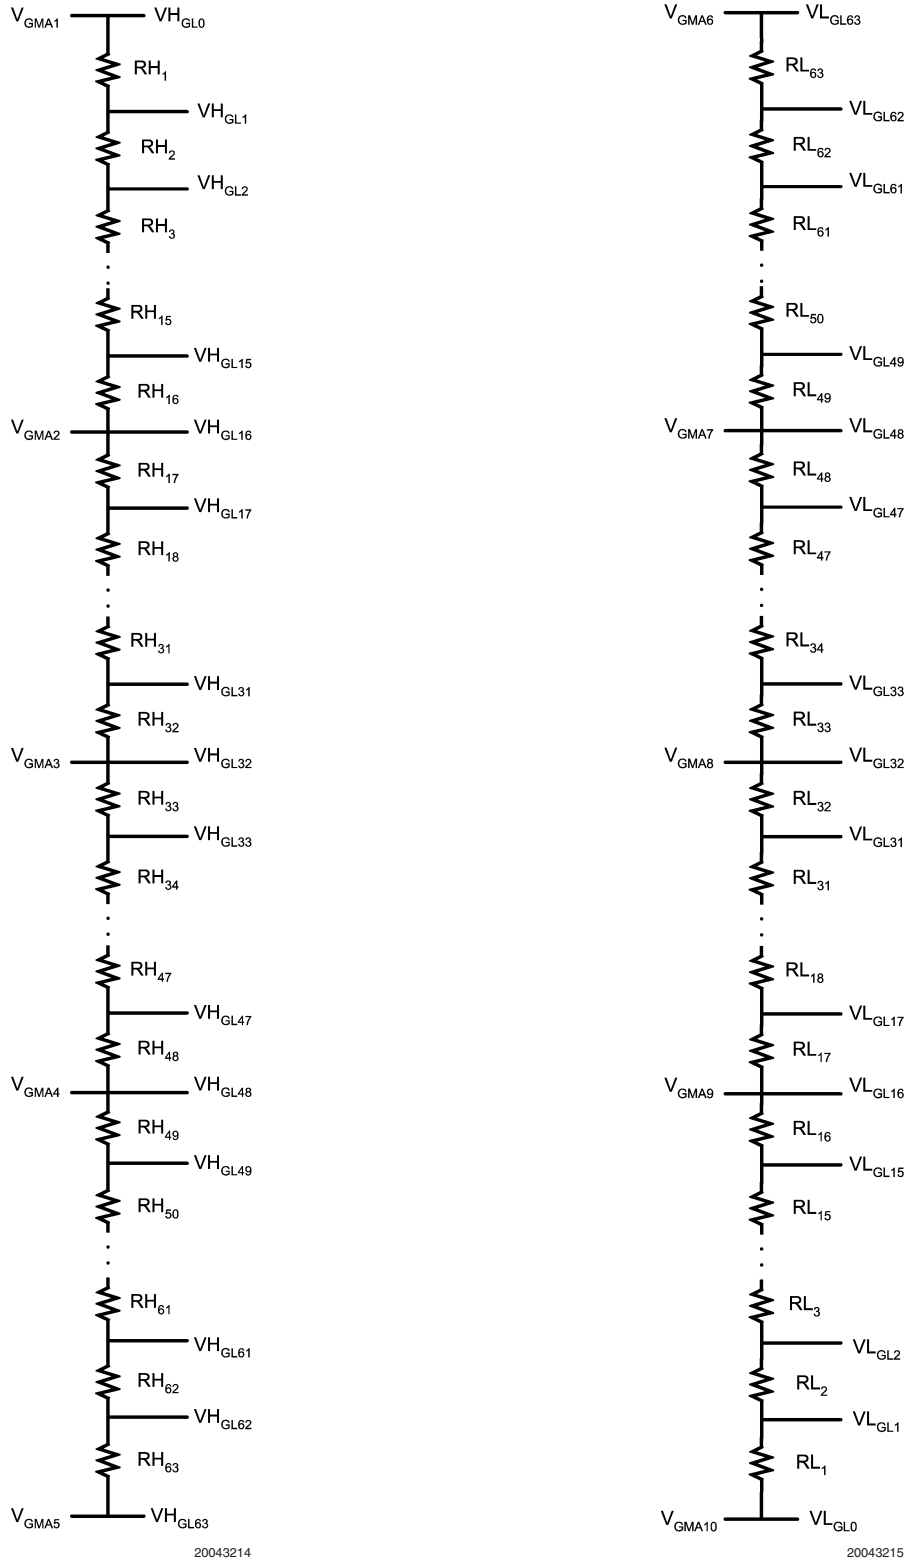 VGMA1 VHGL0
RH1
VHGL1
RH2
VHGL2
RH3
RH15
VHGL15
RH16
VGMA2 VHGL16
RH17
VHGL17
RH18
RH31
VHGL31
RH32
VGMA3 VHGL32
RH33
VHGL33
RH34
RH47
VHGL47
RH48
VGMA4 VHGL48
RH49
VHGL49
RH50
RH61
VHGL61
RH62
VHGL62
RH63
VGMA5 VHGL63
20043214
VGMA6 VLGL63
RL63
VLGL62
RL62
VLGL61
RL61
RL50
VLGL49
RL49
VGMA7 VLGL48
RL48
VLGL47
RL47
RL34
VLGL33
RL33
VGMA8 VLGL32
RL32
VLGL31
RL31
RL18
VLGL17
RL17
VGMA9 VLGL16
RL16
VLGL15
RL15
RL3
VLGL2
RL2
VLGL1
RL1
VGMA10 VLGL0
20043215